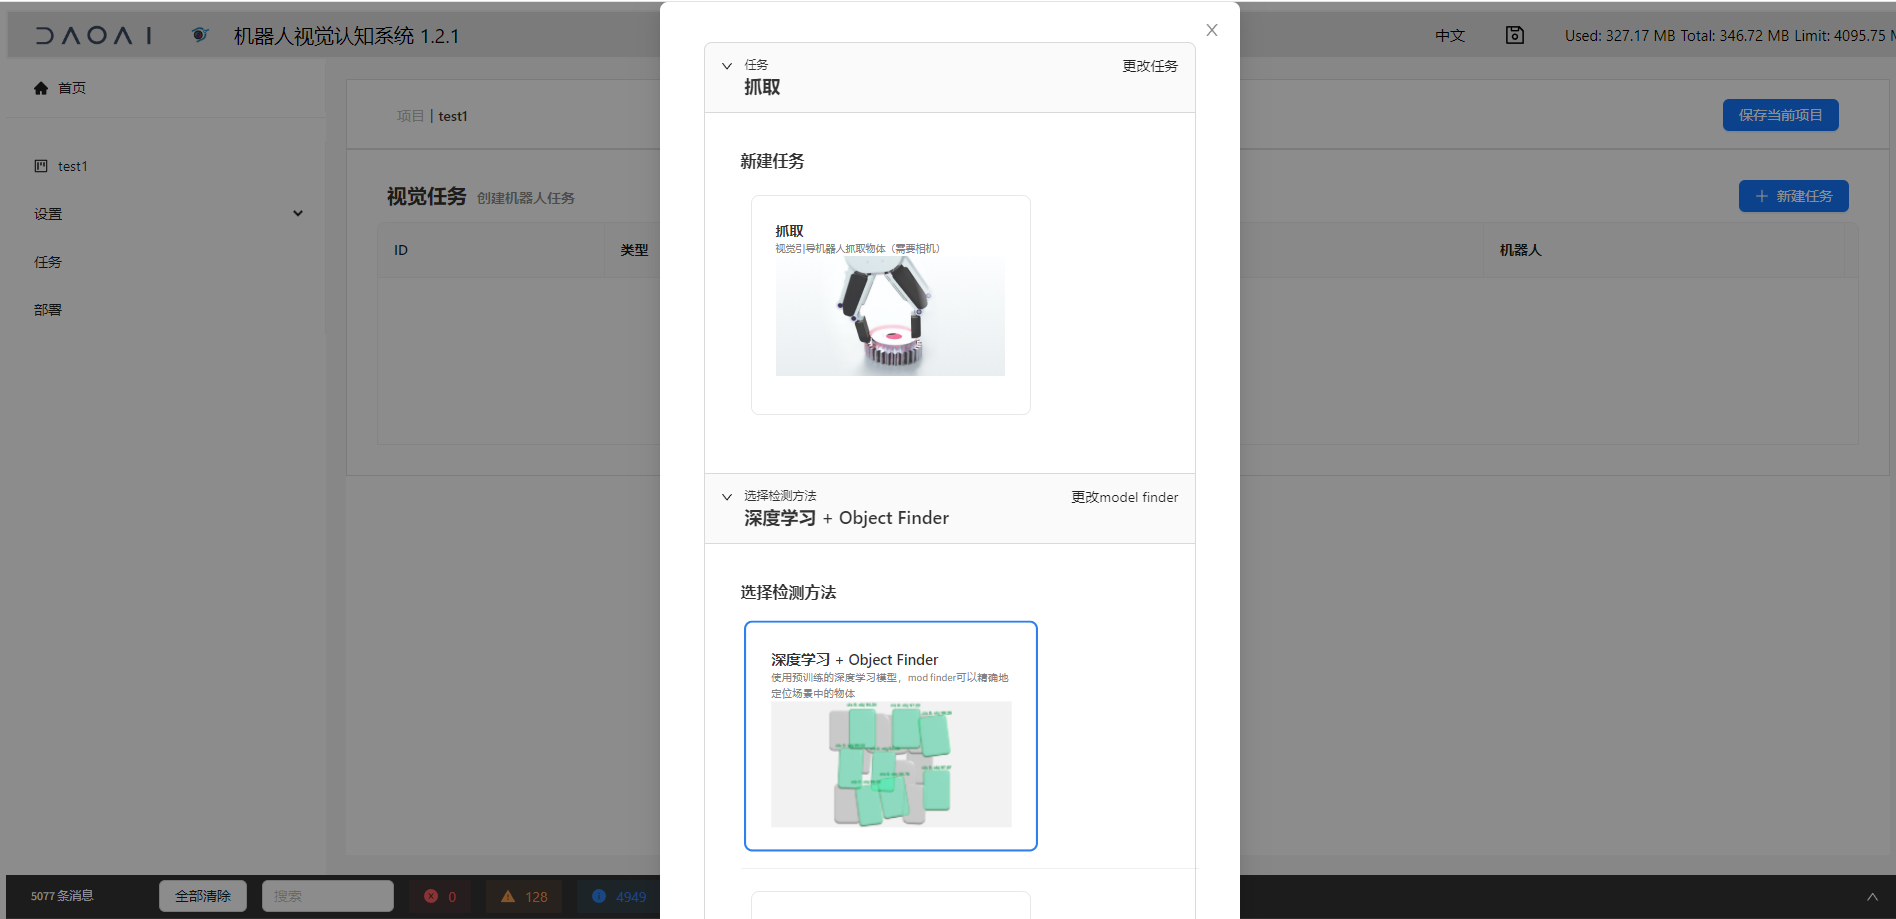 DAOAI
机器人视觉认知系统 1.2.1
中文
Used: 327.17 MB Total: 346.72 MB Limit: 4095.75 M
首页
test1
设置
任务
部署
项目 | test1
保存当前项目
视觉任务 创建机器人任务
新建任务
ID
类型
机器人
任务
抓取
更改任务
新建任务
抓取
视觉引导机器人抓取物体（需要相机）
选择检测方法
深度学习 + Object Finder
更改model finder
选择检测方法
深度学习 + Object Finder
使用预训练的深度学习模型，mod finder可以精确地
定位场景中的物体
5077 条消息
全部清除
搜索
0
128
4949